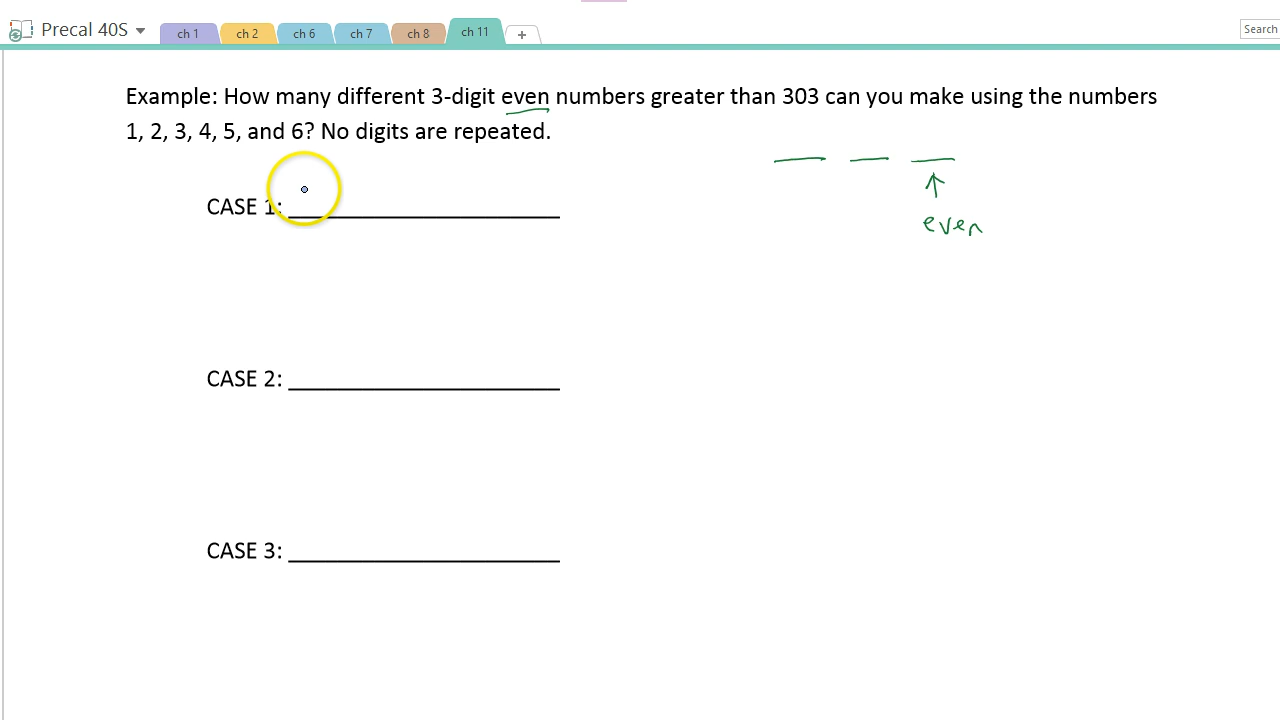 Precal 40S ch 1 ch 2 ch 6 ch 7 ch 8 ch 11 +
Search
Example: How many different 3-digit even numbers greater than 303 can you make using the numbers
1, 2, 3, 4, 5, and 6? No digits are repeated.
CASE 1:
even
CASE 2:
CASE 3: